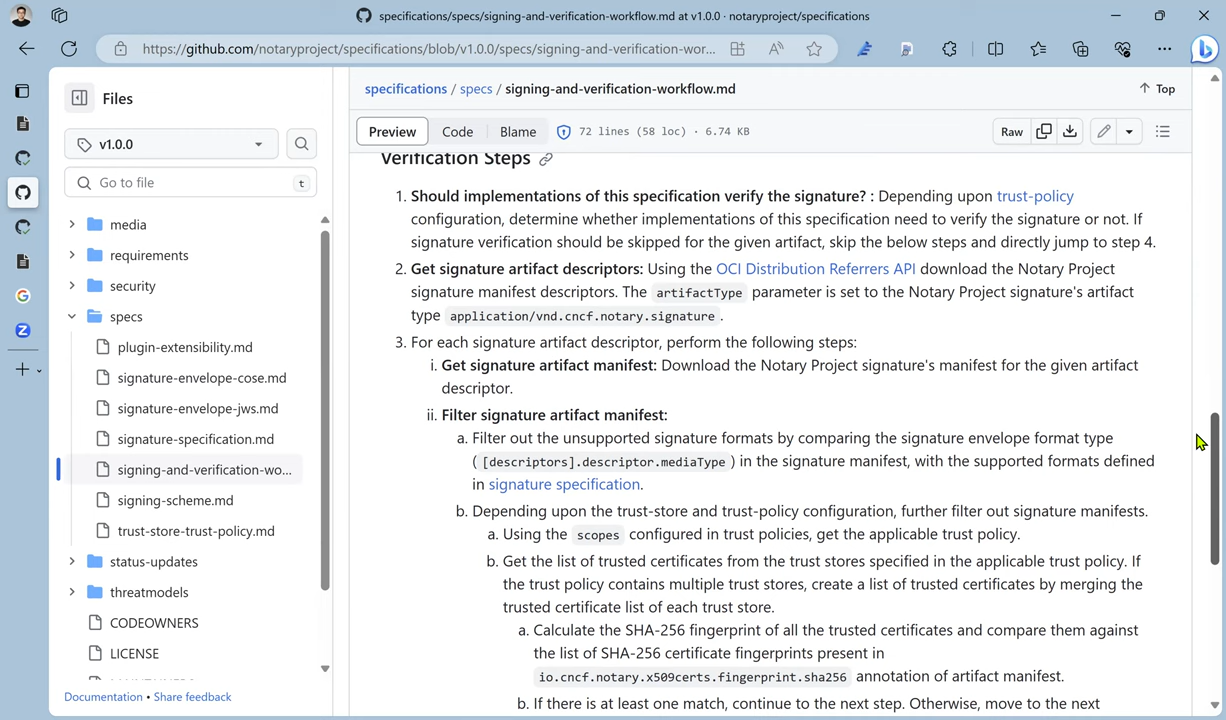 specifications/specs/signing-and-verification-workflow.md at v1.0.0 · notaryproject/specifications
https://github.com/notaryproject/specifications/blob/v1.0.0/specs/signing-and-verification-wor...
Files
v1.0.0
Go to file
t
media
requirements
security
specs
plugin-extensibility.md
signature-envelope-cose.md
signature-envelope-jws.md
signature-specification.md
signing-and-verification-wo...
signing-scheme.md
trust-store-trust-policy.md
status-updates
threatmodels
CODEOWNERS
LICENSE
Documentation • Share feedback
specifications / specs / signing-and-verification-workflow.md
Top
Preview Code Blame 72 lines (58 loc) · 6.74 KB
Raw
Verification Steps
1. Should implementations of this specification verify the signature? : Depending upon trust-policy
configuration, determine whether implementations of this specification need to verify the signature or not. If
signature verification should be skipped for the given artifact, skip the below steps and directly jump to step 4.
2. Get signature artifact descriptors: Using the OCI Distribution Referrers API download the Notary Project
signature manifest descriptors. The artifactType parameter is set to the Notary Project signature's artifact
type application/vnd.cncf.notary.signature .
3. For each signature artifact descriptor, perform the following steps:
i. Get signature artifact manifest: Download the Notary Project signature's manifest for the given artifact
descriptor.
ii. Filter signature artifact manifest:
a. Filter out the unsupported signature formats by comparing the signature envelope format type
( [descriptors].descriptor.mediaType ) in the signature manifest, with the supported formats defined
in signature specification.
b. Depending upon the trust-store and trust-policy configuration, further filter out signature manifests.
a. Using the scopes configured in trust policies, get the applicable trust policy.
b. Get the list of trusted certificates from the trust stores specified in the applicable trust policy. If
the trust policy contains multiple trust stores, create a list of trusted certificates by merging the
trusted certificate list of each trust store.
a. Calculate the SHA-256 fingerprint of all the trusted certificates and compare them against
the list of SHA-256 certificate fingerprints present in
io.cncf.notary.x509certs.fingerprint.sha256 annotation of artifact manifest.
b. If there is at least one match, continue to the next step. Otherwise, move to the next